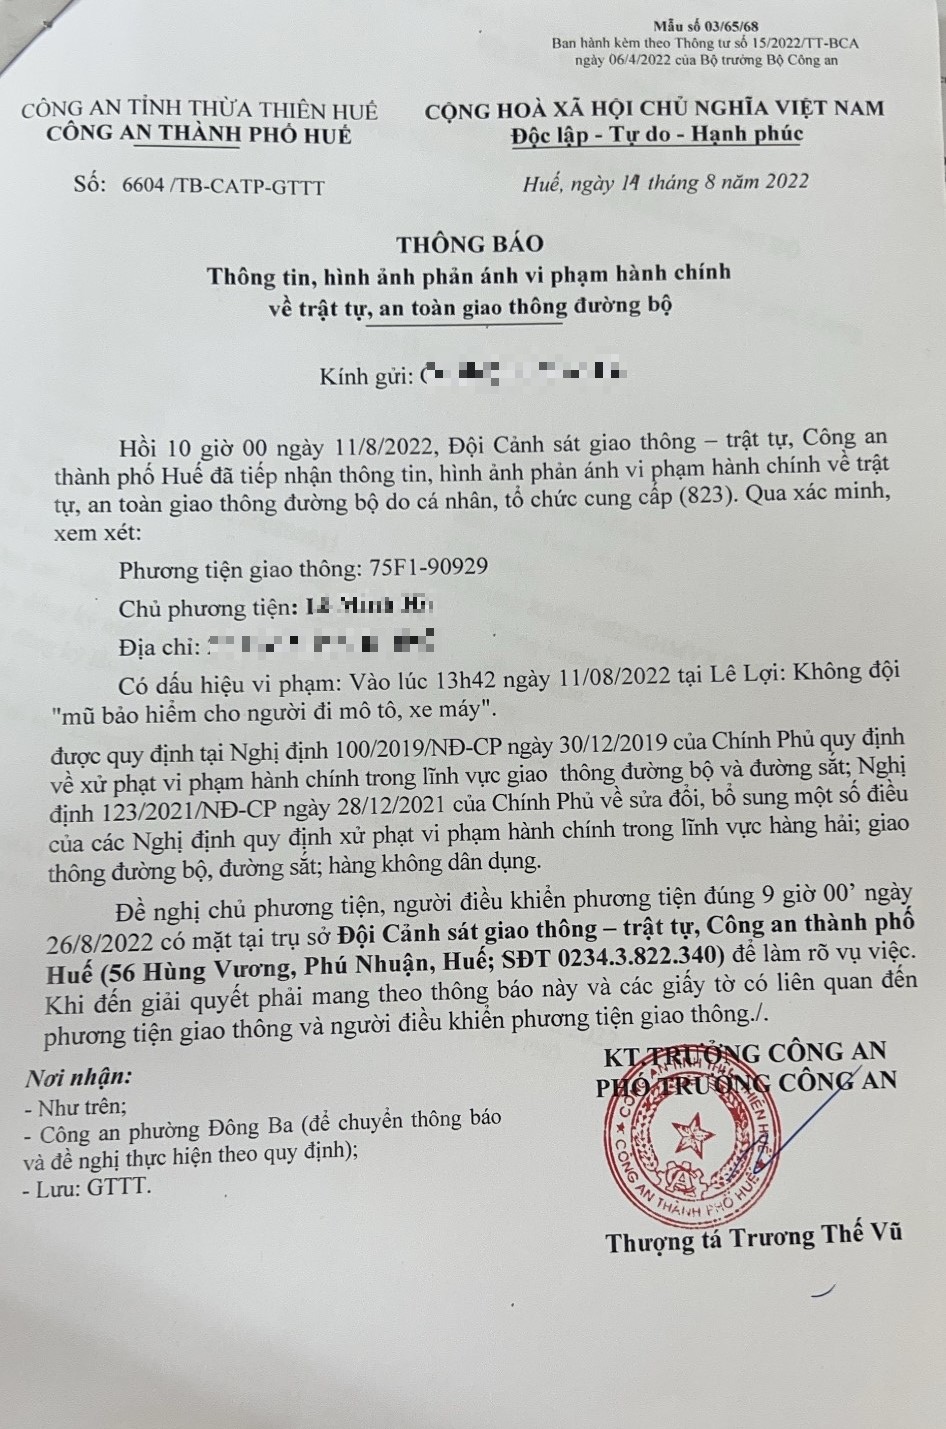 Mẫu số 03/65/68
Ban hành kèm theo Thông tư số 15/2022/TT-BCA
ngày 06/4/2022 của Bộ trưởng Bộ Công an
CÔNG AN TỈNH THỪA THIÊN HUẾ
CÔNG AN THÀNH PHỐ HUẾ
CỘNG HOÀ XÃ HỘI CHỦ NGHĨA VIỆT NAM
Độc lập - Tự do - Hạnh phúc
Số: 6604 /TB-CATP-GTTT
Huế, ngày tháng 8 năm 2022
THÔNG BÁO
Thông tin, hình ảnh phản ánh vi phạm hành chính
về trật tự, an toàn giao thông đường bộ
Kính gửi:
Hồi 10 giờ 00 ngày 11/8/2022, Đội Cảnh sát giao thông – trật tự, Công an
thành phố Huế đã tiếp nhận thông tin, hình ảnh phản ánh vi phạm hành chính về trật
tự, an toàn giao thông đường bộ do cá nhân, tổ chức cung cấp (823). Qua xác minh,
xem xét:
Phương tiện giao thông: 75F1-90929
Chủ phương tiện:
Địa chỉ:
Có dấu hiệu vi phạm: Vào lúc 13h42 ngày 11/08/2022 tại Lê Lợi: Không đội
"mũ bảo hiểm cho người đi mô tô, xe máy".
được quy định tại Nghị định 100/2019/NĐ-CP ngày 30/12/2019 của Chính Phủ quy định
về xử phạt vi phạm hành chính trong lĩnh vực giao thông đường bộ và đường sắt; Nghị
định 123/2021/NĐ-CP ngày 28/12/2021 của Chính Phủ về sửa đổi, bổ sung một số điều
của các Nghị định quy định xử phạt vi phạm hành chính trong lĩnh vực hàng hải; giao
thông đường bộ, đường sắt; hàng không dân dụng.
Đề nghị chủ phương tiện, người điều khiển phương tiện đúng 9 giờ 00’ ngày
26/8/2022 có mặt tại trụ sở Đội Cảnh sát giao thông – trật tự, Công an thành phố
Huế (56 Hùng Vương, Phú Nhuận, Huế; SĐT 0234.3.822.340) để làm rõ vụ việc.
Khi đến giải quyết phải mang theo thông báo này và các giấy tờ có liên quan đến
phương tiện giao thông và người điều khiển phương tiện giao thông./.
Nơi nhận:
- Như trên;
- Công an phường Đông Ba (để chuyển thông báo
và đề nghị thực hiện theo quy định);
- Lưu: GTTT.
KT.TRƯỞNG CÔNG AN
PHÓ TRƯỞNG CÔNG AN
CÔNG AN TỈNH THỪA THIÊN HUẾ
CÔNG AN THÀNH PHỐ HUẾ
Thượng tá Trương Thế Vũ